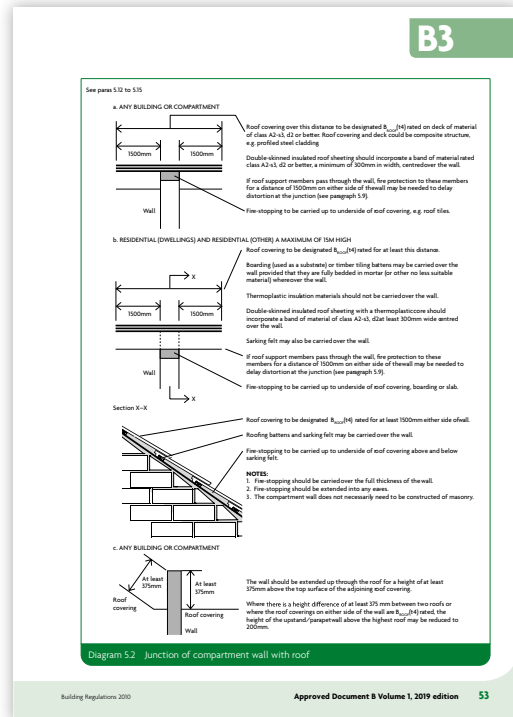 B3
See paras 5.12 to 5.15
a. ANY BUILDING OR COMPARTMENT
Roof covering over this distance to be designated BROOF(t4) rated on deck of material
of class A2-s3, d2 or better. Roof covering and deck could be composite structure,
e.g. profiled steel cladding
1500mm
1500mm
Double-skinned insulated roof sheeting should incorporate a band of material rated
class A2-s3, d2 or better, a minimum of 300mm in width, centred over the wall.
If roof support members pass through the wall, fire protection to these members
for a distance of 1500mm on either side of the wall may be needed to delay
distortion at the junction (see paragraph 5.9).
Wall
Fire-stopping to be carried up to underside of roof covering, e.g. roof tiles.
b. RESIDENTIAL (DWELLINGS) AND RESIDENTIAL (OTHER) A MAXIMUM OF 15M HIGH
Roof covering to be designated BROOF(t4) rated for at least this distance.
X
Boarding (used as a substrate) or timber tiling battens may be carried over the
wall provided that they are fully bedded in mortar (or other no less suitable
material) where over the wall.
Thermoplastic insulation materials should not be carried over the wall.
1500mm
1500mm
Double-skinned insulated roof sheeting with a thermoplastic core should
incorporate a band of material of class A2-s3, d2 at least 300mm wide centred
over the wall.
Sarking felt may also be carried over the wall.
If roof support members pass through the wall, fire protection to these
members for a distance of 1500mm on either side of the wall may be needed to
delay distortion at the junction (see paragraph 5.9).
Wall
Fire-stopping to be carried up to underside of roof covering, boarding or slab.
X
Section X–X
Roof covering to be designated BROOF(t4) rated for at least 1500mm either side of wall.
Roofing battens and sarking felt may be carried over the wall.
Fire-stopping to be carried up to underside of roof covering above and below
sarking felt.
NOTES:
1. Fire-stopping should be carried over the full thickness of the wall.
2. Fire-stopping should be extended into any eaves.
3. The compartment wall does not necessarily need to be constructed of masonry.
c. ANY BUILDING OR COMPARTMENT
At least
375mm
At least
375mm
Roof
covering
Roof covering
Wall
The wall should be extended up through the roof for a height of at least
375mm above the top surface of the adjoining roof covering.
Where there is a height difference of at least 375 mm between two roofs or
where the roof coverings on either side of the wall are BROOF(t4) rated, the
height of the upstand/parapet wall above the highest roof may be reduced to
200mm.
Diagram 5.2 Junction of compartment wall with roof
Building Regulations 2010
Approved Document B Volume 1, 2019 edition
53